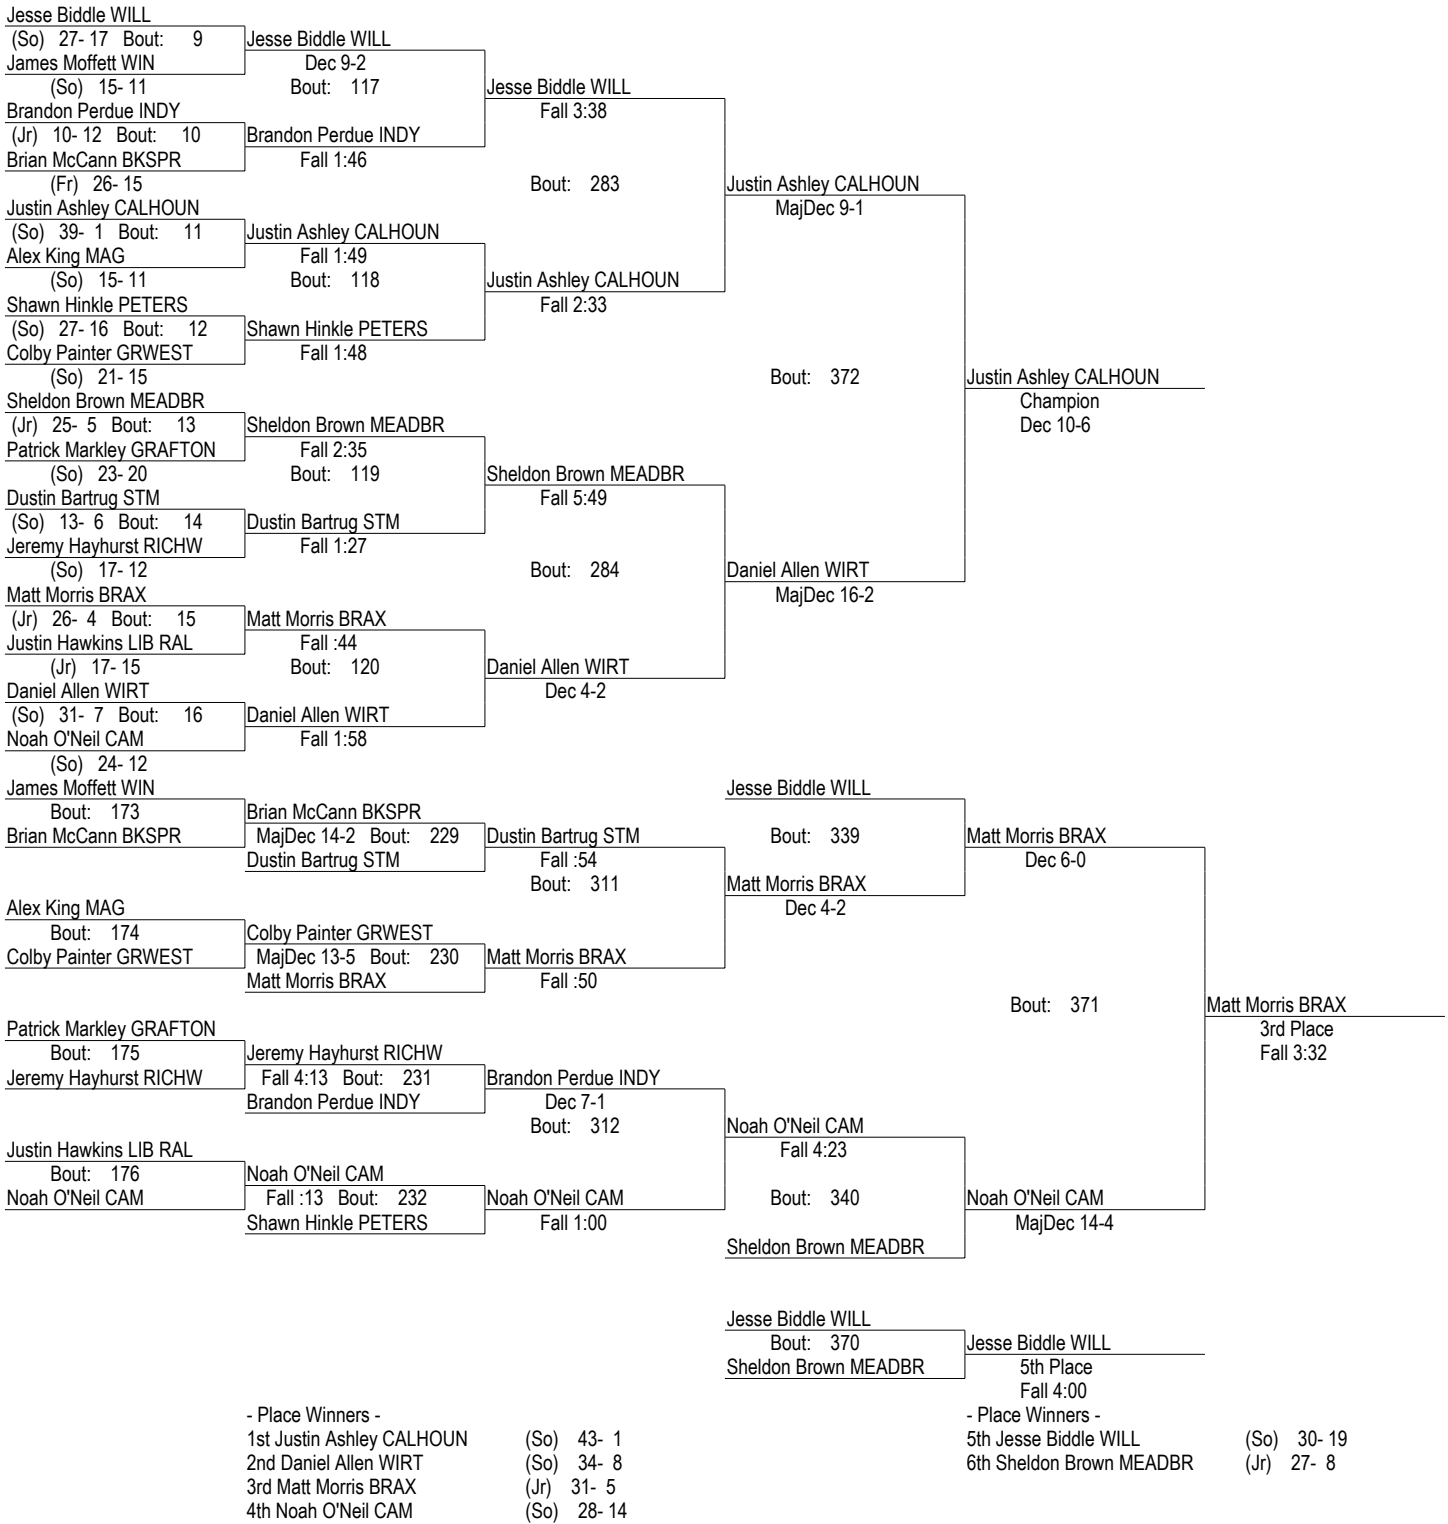 Jesse Biddle WILL
(So) 27- 17 Bout: 9 Jesse Biddle WILL
James Moffett WIN Dec 9-2
(So) 15- 11 Bout: 117 Jesse Biddle WILL
Brandon Perdue INDY Fall 3:38
(Jr) 10- 12 Bout: 10 Brandon Perdue INDY
Brian McCann BKSPR Fall 1:46
(Fr) 26- 15 Bout: 283 Justin Ashley CALHOUN
Justin Ashley CALHOUN MajDec 9-1
(So) 39- 1 Bout: 11 Justin Ashley CALHOUN
Alex King MAG Fall 1:49
(So) 15- 11 Bout: 118 Justin Ashley CALHOUN
Shawn Hinkle PETERS Fall 2:33
(So) 27- 16 Bout: 12 Shawn Hinkle PETERS
Colby Painter GRWEST Fall 1:48
(So) 21- 15 Bout: 372 Justin Ashley CALHOUN
Sheldon Brown MEADBR Champion
(Jr) 25- 5 Bout: 13 Sheldon Brown MEADBR Dec 10-6
Patrick Markley GRAFTON Fall 2:35
(So) 23- 20 Bout: 119 Sheldon Brown MEADBR
Dustin Bartrug STM Fall 5:49
(So) 13- 6 Bout: 14 Dustin Bartrug STM
Jeremy Hayhurst RICHW Fall 1:27
(So) 17- 12 Bout: 284 Daniel Allen WIRT
Matt Morris BRAX MajDec 16-2
(Jr) 26- 4 Bout: 15 Matt Morris BRAX
Justin Hawkins LIB RAL Fall :44
(Jr) 17- 15 Bout: 120 Daniel Allen WIRT
Daniel Allen WIRT Dec 4-2
(So) 31- 7 Bout: 16 Daniel Allen WIRT
Noah O'Neil CAM Fall 1:58
(So) 24- 12
James Moffett WIN Jesse Biddle WILL
Bout: 173 Brian McCann BKSPR
Brian McCann BKSPR MajDec 14-2 Bout: 229 Dustin Bartrug STM Bout: 339 Matt Morris BRAX
Dustin Bartrug STM Fall :54 Dec 6-0
Bout: 311 Matt Morris BRAX
Alex King MAG Dec 4-2
Bout: 174 Colby Painter GRWEST
Colby Painter GRWEST MajDec 13-5 Bout: 230 Matt Morris BRAX
Matt Morris BRAX Fall :50
Bout: 371 Matt Morris BRAX
Patrick Markley GRAFTON 3rd Place
Bout: 175 Jeremy Hayhurst RICHW Fall 3:32
Jeremy Hayhurst RICHW Fall 4:13 Bout: 231 Brandon Perdue INDY
Brandon Perdue INDY Dec 7-1
Bout: 312 Noah O'Neil CAM
Justin Hawkins LIB RAL Fall 4:23
Bout: 176 Noah O'Neil CAM
Noah O'Neil CAM Fall :13 Bout: 232 Noah O'Neil CAM Bout: 340 Noah O'Neil CAM
Shawn Hinkle PETERS Fall 1:00 MajDec 14-4
Sheldon Brown MEADBR
Jesse Biddle WILL
Bout: 370 Jesse Biddle WILL
Sheldon Brown MEADBR 5th Place
Fall 4:00
- Place Winners - - Place Winners -
1st Justin Ashley CALHOUN (So) 43- 1 5th Jesse Biddle WILL (So) 30- 19
2nd Daniel Allen WIRT (So) 34- 8 6th Sheldon Brown MEADBR (Jr) 27- 8
3rd Matt Morris BRAX (Jr) 31- 5
4th Noah O'Neil CAM (So) 28- 14